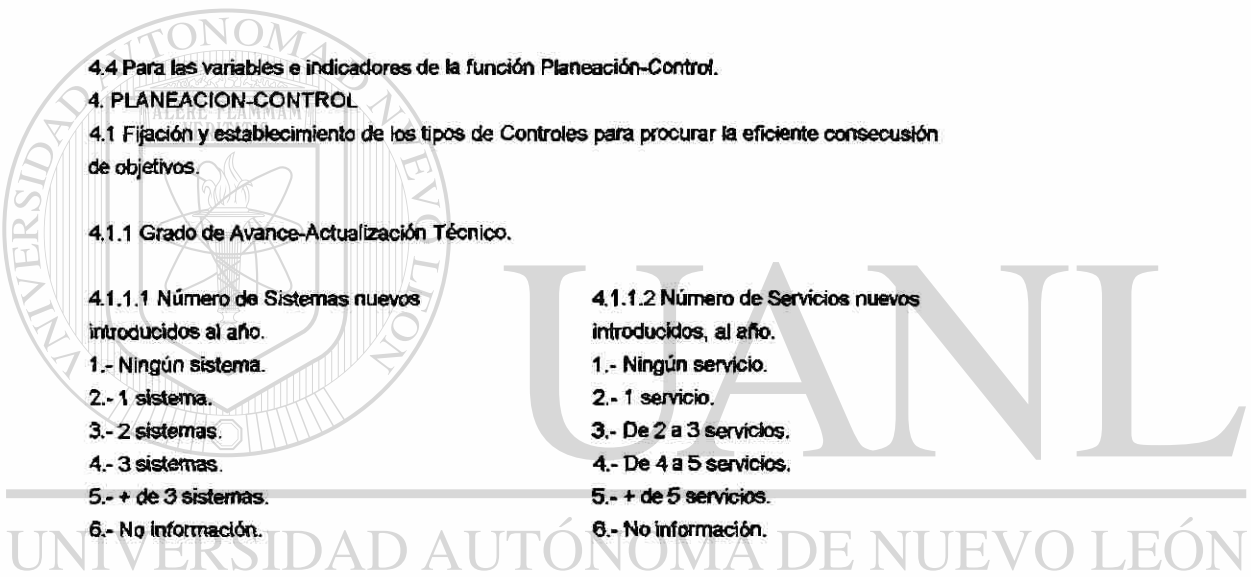 4.4 Para las variables e indicadores de la función Planeación-Control.
4. PLANEACION-CONTROL
ALERE FLAMMAM
4.1 Fijación y establecimiento de los tipos de Controles para procurar la eficiente consecusión
de objetivos.
4.1.1 Grado de Avance-Actualización Técnico.
4.1.1.1 Número de Sistemas nuevos
introducidos al año.
1.- Ningún sistema.
2.- 1 sistema.
3.- 2 sistemas.
4.- 3 sistemas.
5.- + de 3 sistemas.
6.- No información.
4.1.1.2 Número de Servicios nuevos
introducidos, al año.
1.- Ningún servicio.
2.- 1 servicio.
3.- De 2 a 3 servicios.
4.- De 4 a 5 servicios.
5.- + de 5 servicios.
6.- No información.
UANL
UNIVERSIDAD AUTÓNOMA DE NUEVO LEÓN